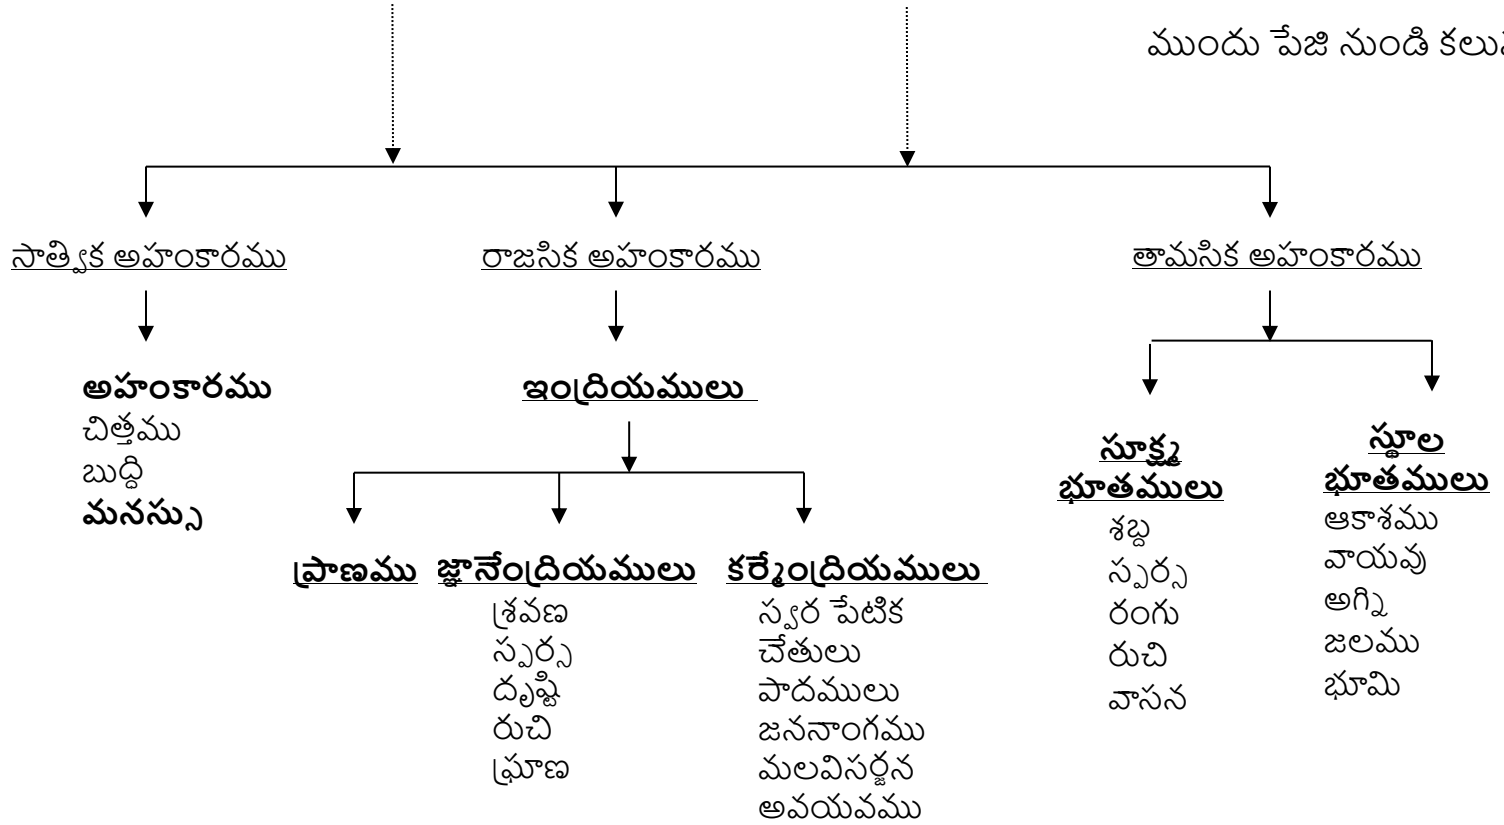 ముందు పేజి నుండి
సాత్విక అహంకారము
రాజసిక అహంకారము
తామసిక అహంకారము
అహంకారము
చిత్తము
బుద్ధి
మనస్సు
ఇంద్రియములు
ప్రాణము
జ్ఞానేంద్రియములు
శ్రవణ
స్పర్స
దృష్టి
రుచి
ఘ్రాణ
కర్మేంద్రియములు
స్వర పేటిక
చేతులు
పాదములు
జననాంగము
మలవిసర్జన
అవయవము
సూక్ష్మ
భూతములు
శబ్ద
స్పర్స
రంగు
రుచి
వాసన
స్థూల
భూతములు
ఆకాశము
వాయవు
అగ్ని
జలము
భూమి